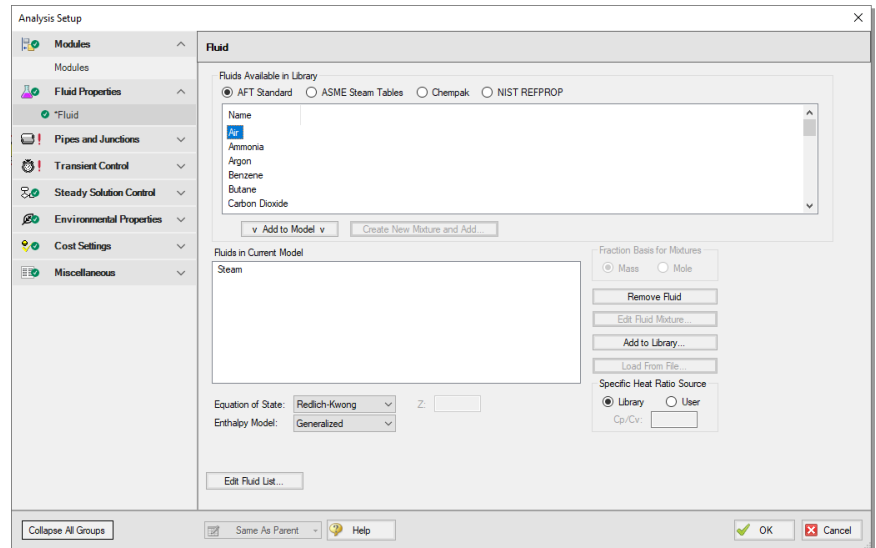 Analysis Setup
Modules
Modules
Fluid Properties
*Fluid
Pipes and Junctions
Transient Control
Steady Solution Control
Environmental Properties
Cost Settings
Miscellaneous
Collapse All Groups
Fluid
Fluids Available in Library
AFT Standard ASME Steam Tables Chempak NIST REFPROP
Name
Air
Ammonia
Argon
Benzene
Butane
Carbon Dioxide
v Add to Model v Create New Mixture and Add...
Fluids in Current Model
Steam
Fraction Basis for Mixtures
Mass Mole
Remove Fluid
Edit Fluid Mixture...
Add to Library...
Load From File...
Specific Heat Ratio Source
Library User
Cp/Cv:
Equation of State: Redlich-Kwong Z:
Enthalpy Model: Generalized
Edit Fluid List...
Same As Parent Help OK Cancel